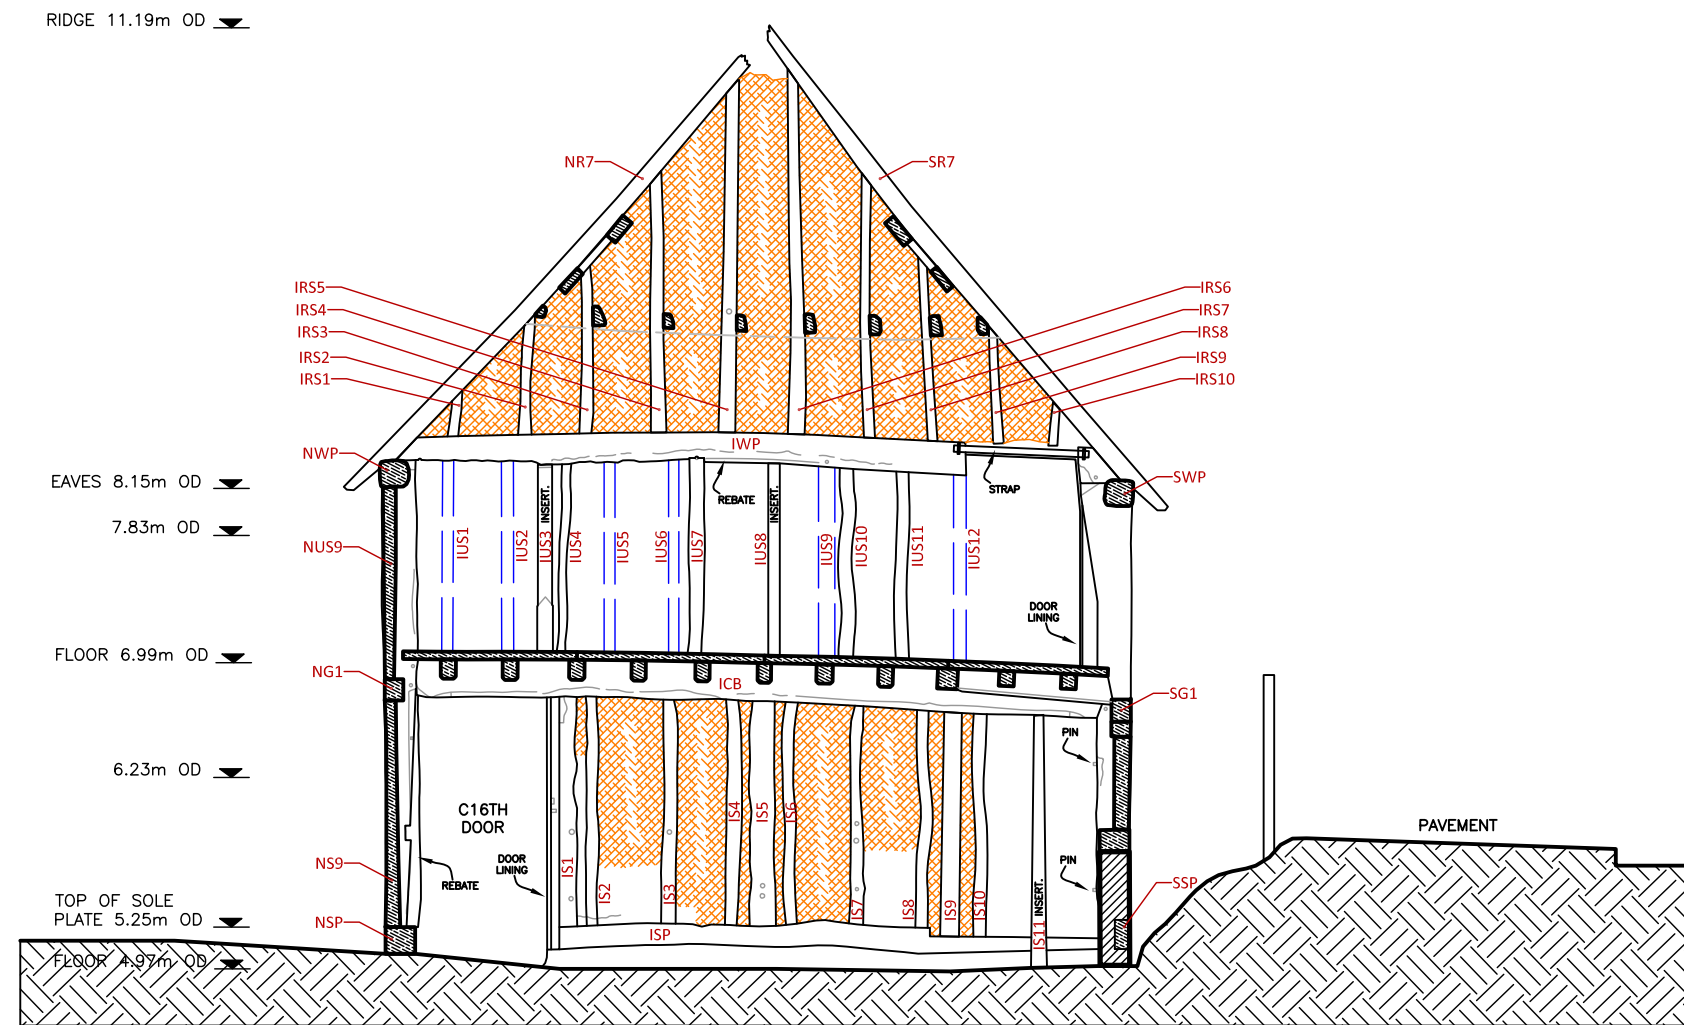 RIDGE 11.19m OD
NR7
SR7
IRS5
IRS4
IRS3
IRS2
IRS1
IRS6
IRS7
IRS8
IRS9
IRS10
NWP
IWP
SWP
EAVES 8.15m OD
STRAP
REBATE
7.83m OD
NUS9
IUS1
IUS2
INSERT.
IUS3
IUS4
IUS5
IUS6
IUS7
INSERT.
IUS8
IUS9
IUS10
IUS11
IUS12
DOOR
LINING
FLOOR 6.99m OD
NG1
ICB
SG1
PIN
6.23m OD
C16TH
DOOR
IS4
IS5
IS6
PAVEMENT
NS9
REBATE
DOOR
LINING
IS1
IS2
IS3
IS7
IS8
IS9
IS10
INSERT.
IS11
PIN
SSP
TOP OF SOLE
PLATE 5.25m OD
NSP
ISP
FLOOR 4.97m OD